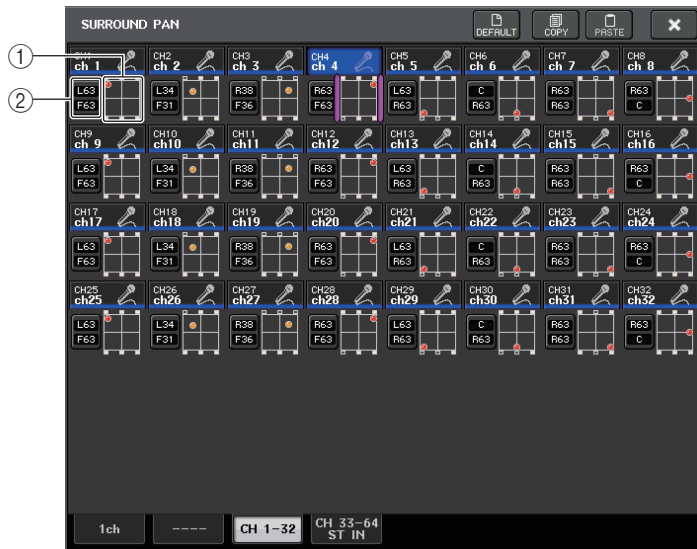 SURROUND PAN
DEFAULT COPY PASTE
1
2
CH1 CH2 CH3 CH4 CH5 CH6 CH7 CH8
ch 1 ch 2 ch 3 ch 4 ch 5 ch 6 ch 7 ch 8
L63 L34 R38 R63 L63 C R63 R63
F63 F31 F36 F63 R63 R63 R63 C
CH9 CH10 CH11 CH12 CH13 CH14 CH15 CH16
ch 9 ch10 ch11 ch12 ch13 ch14 ch15 ch16
L63 L34 R38 R63 L63 C R63 R63
F63 F31 F36 F63 R63 R63 R63 C
CH17 CH18 CH19 CH20 CH21 CH22 CH23 CH24
ch17 ch18 ch19 ch20 ch21 ch22 ch23 ch24
L63 L34 R38 R63 L63 C R63 R63
F63 F31 F36 F63 R63 R63 R63 C
CH25 CH26 CH27 CH28 CH29 CH30 CH31 CH32
ch25 ch26 ch27 ch28 ch29 ch30 ch31 ch32
L63 L34 R38 R63 L63 C R63 R63
F63 F31 F36 F63 R63 R63 R63 C
1ch ---- CH 1-32 CH 33-64
ST IN